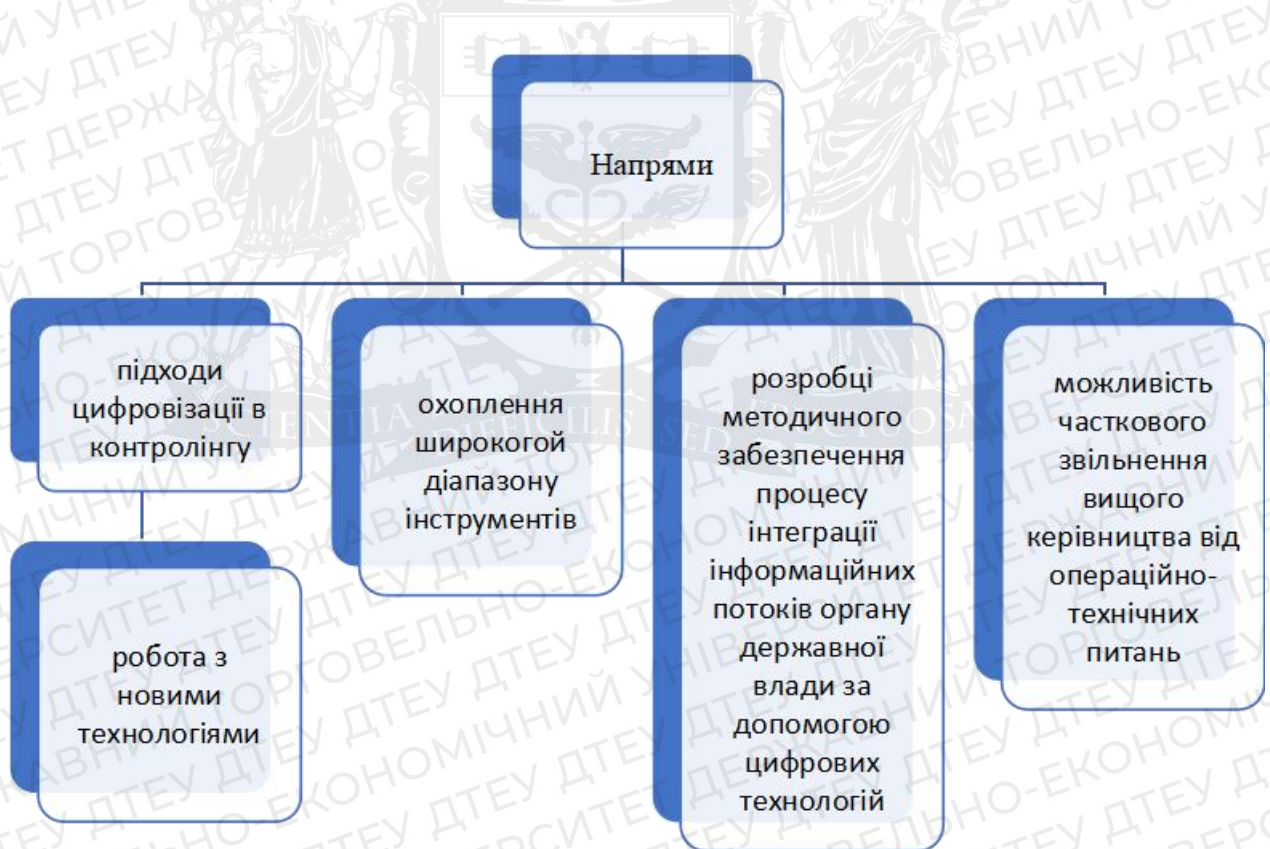 Напрями
підходи
цифровізації в
контролінгу
охоплення
широкогой
діапазону
інструментів
розробці
методичного
забезпечення
процесу
інтеграції
інформаційних
потоків органу
державної
влади за
допомогою
цифрових
технологій
можливість
часткового
звільнення
вищого
керівництва від
операційно-
технічних
питань
робота з
новими
технологіями